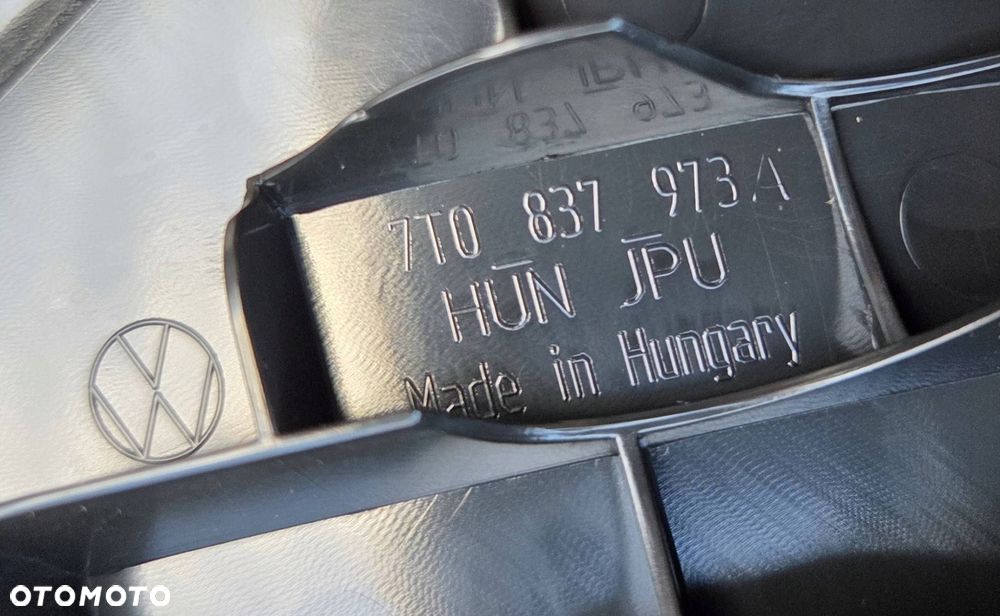 7T0 837 973 A
HUN JPU
Made in Hungary
OTOMOTO